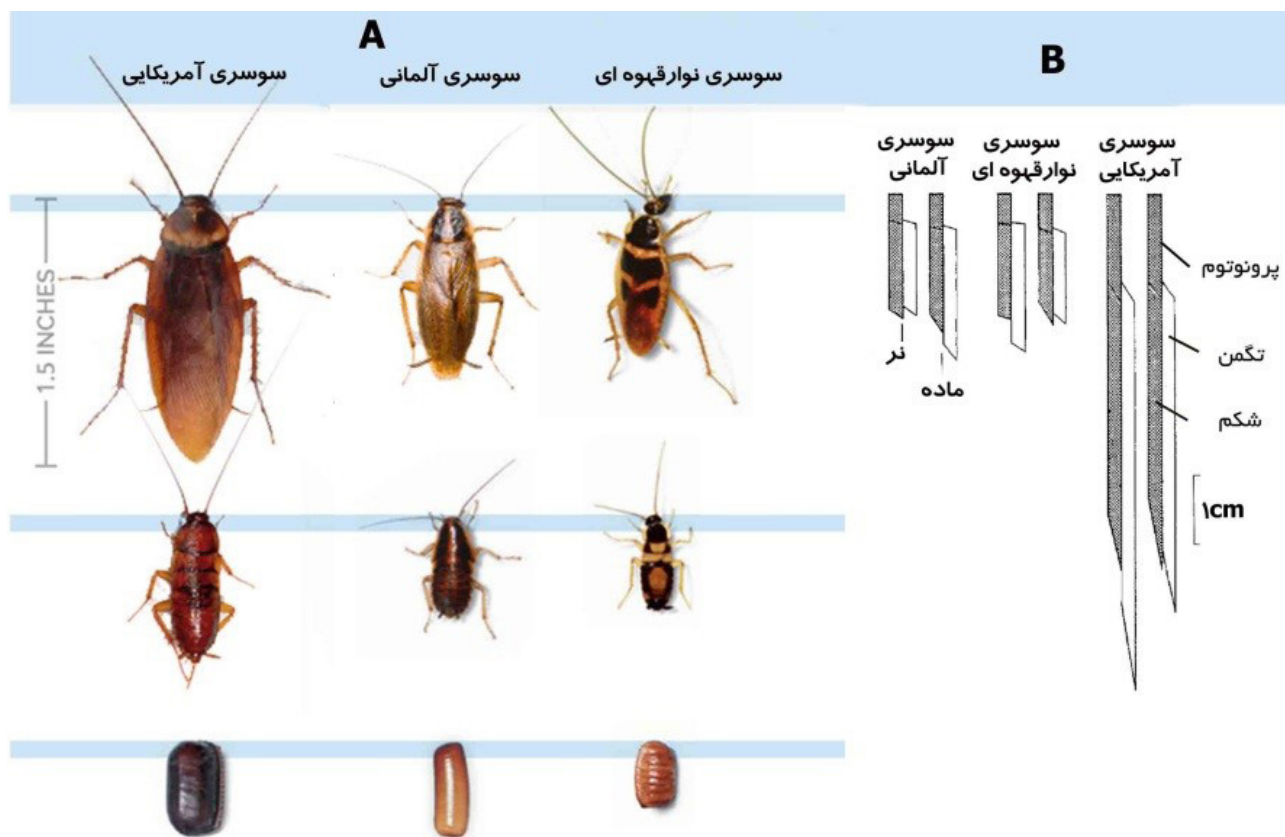 A
سوسری آمریکایی
سوسری آلمانی
سوسری نوارقهوه ای
1.5 INCHES
B
سوسری
آلمانی
سوسری
نوارقهوه ای
سوسری
آمریکایی
پرونوتوم
تگمن
شکم
نر
ماده
۱cm